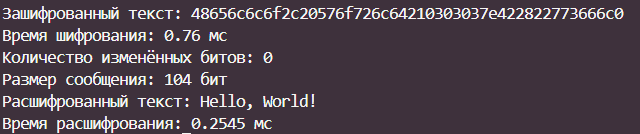 Зашифрованный текст: 48656c6c6f2c20576f726c64210303037e422822773666c0
Время шифрования: 0.76 мс
Количество изменённых битов: 0
Размер сообщения: 104 бит
Расшифрованный текст: Hello, World!
Время расшифрования: 0.2545 мс